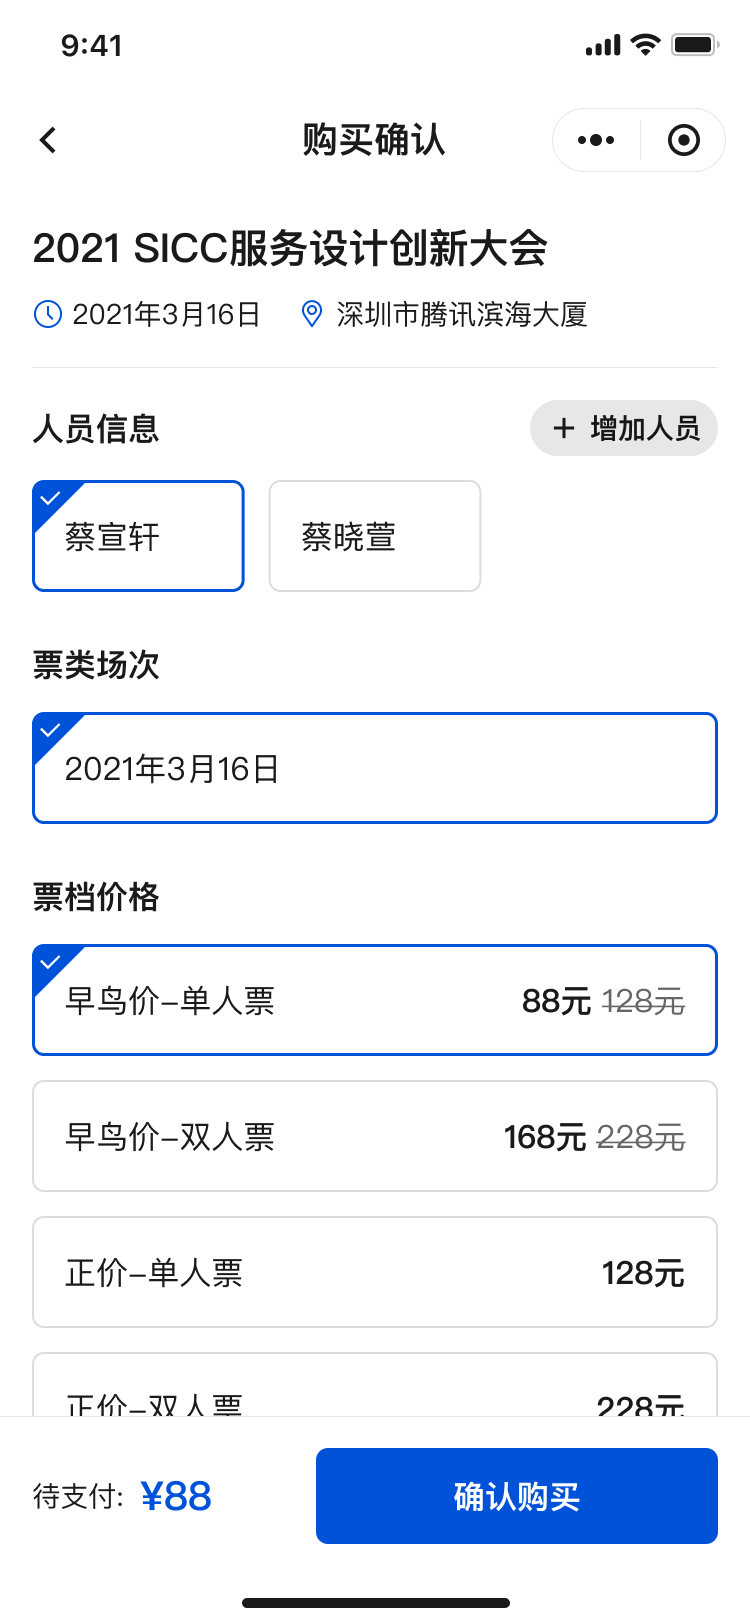 9:41
购买确认
2021 SICC服务设计创新大会
2021年3月16日 深圳市腾讯滨海大厦
人员信息 增加人员
蔡宣轩 蔡晓萱
票类场次
2021年3月16日
票档价格
早鸟价–单人票 88元 128元
早鸟价–双人票 168元 228元
正价–单人票 128元
正价–双人票 228元
待支付: ¥88 确认购买